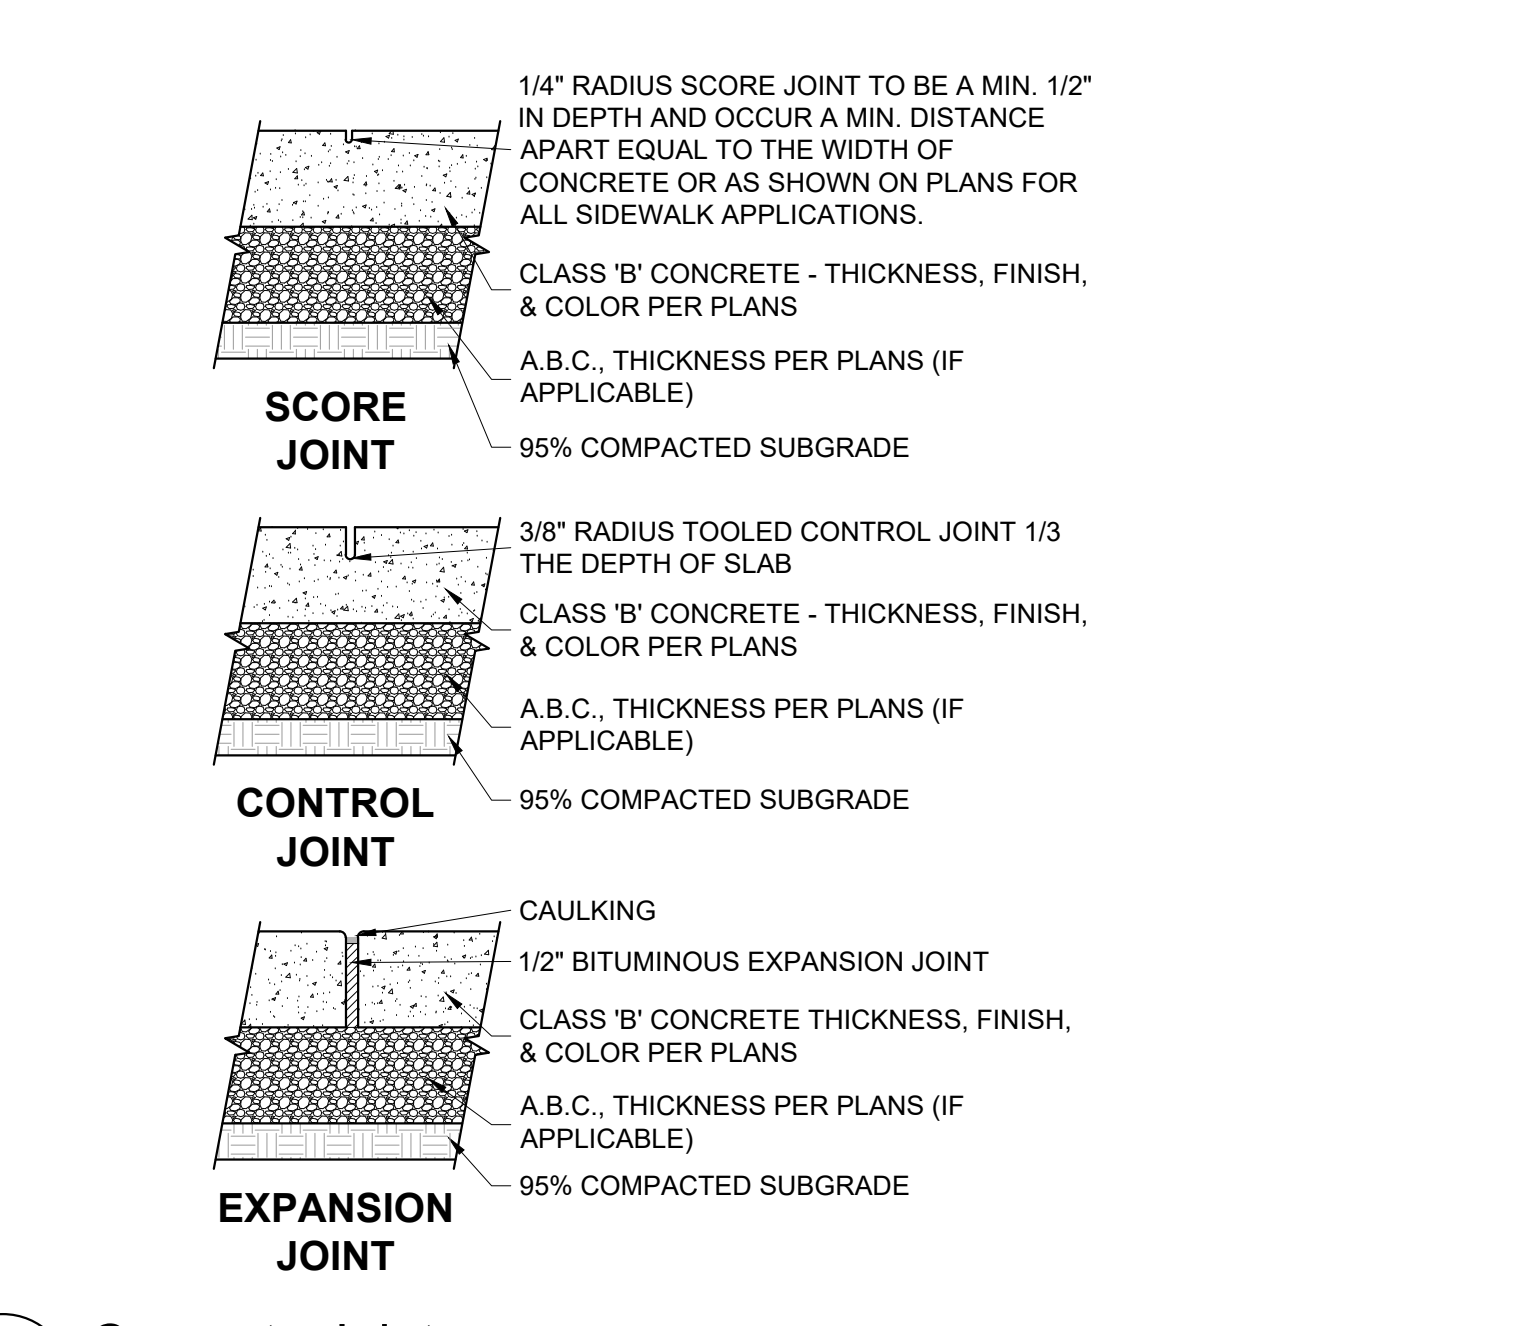 1/4" RADIUS SCORE JOINT TO BE A MIN. 1/2"
IN DEPTH AND OCCUR A MIN. DISTANCE
APART EQUAL TO THE WIDTH OF
CONCRETE OR AS SHOWN ON PLANS FOR
ALL SIDEWALK APPLICATIONS.
CLASS 'B' CONCRETE - THICKNESS, FINISH,
& COLOR PER PLANS
A.B.C., THICKNESS PER PLANS (IF
APPLICABLE)
95% COMPACTED SUBGRADE
SCORE
JOINT
3/8" RADIUS TOOLED CONTROL JOINT 1/3
THE DEPTH OF SLAB
CLASS 'B' CONCRETE - THICKNESS, FINISH,
& COLOR PER PLANS
A.B.C., THICKNESS PER PLANS (IF
APPLICABLE)
95% COMPACTED SUBGRADE
CONTROL
JOINT
CAULKING
1/2" BITUMINOUS EXPANSION JOINT
CLASS 'B' CONCRETE THICKNESS, FINISH,
& COLOR PER PLANS
A.B.C., THICKNESS PER PLANS (IF
APPLICABLE)
95% COMPACTED SUBGRADE
EXPANSION
JOINT